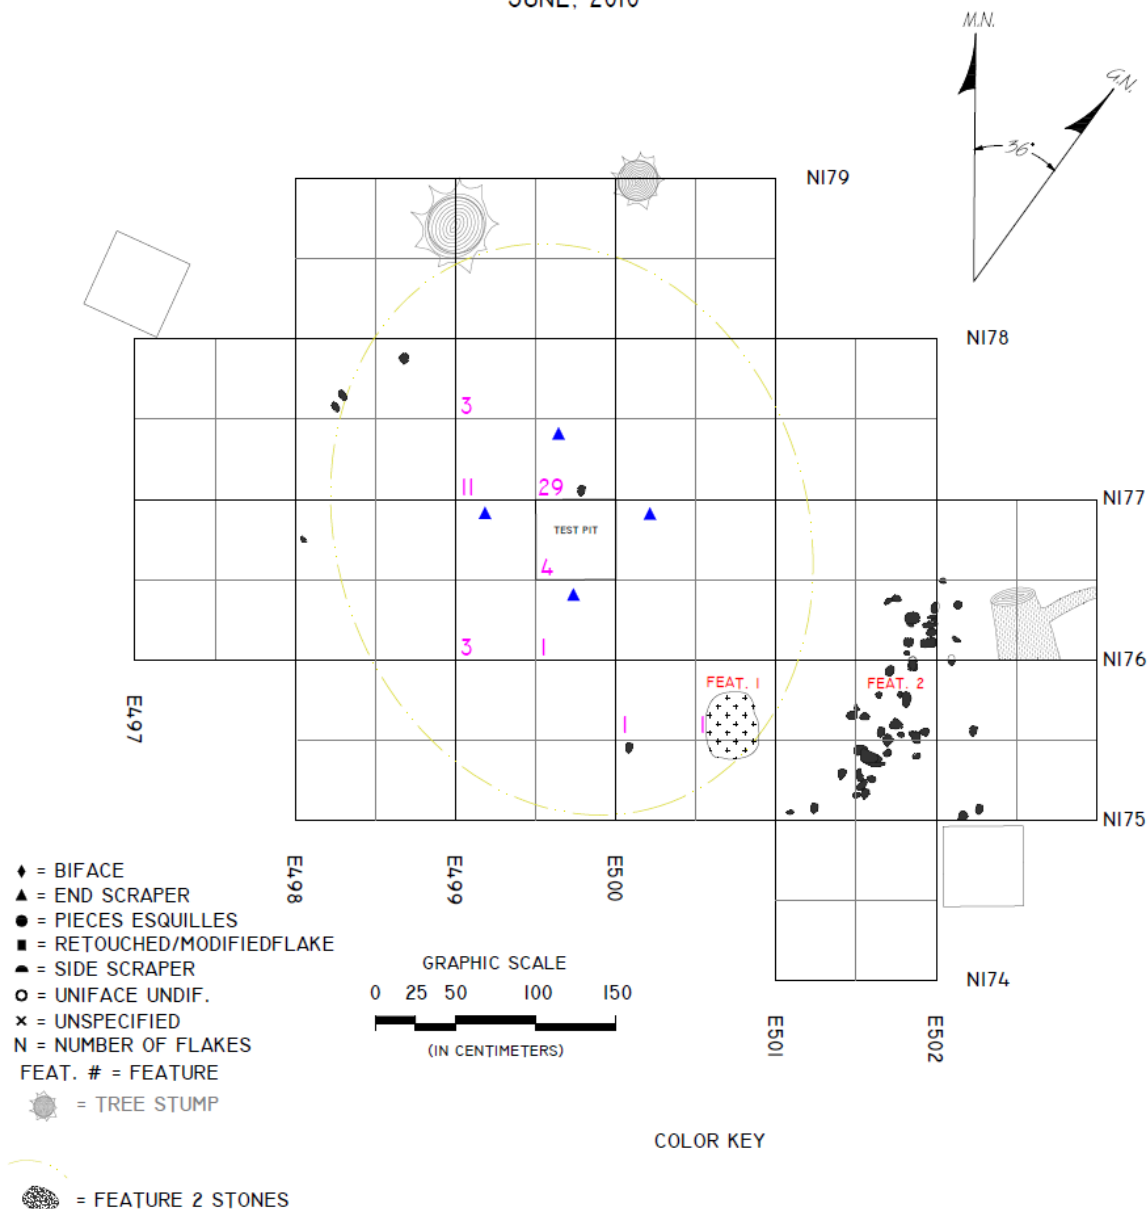 JUNE, 2010
M.N.
G.N.
36°
N179
N178
3
11 29
N177
TEST PIT
4
3 1
N176
FEAT. 1
FEAT. 2
E497
1
1
N175
E498
E499
E500
♦ = BIFACE
▲ = END SCRAPER
● = PIECES ESQUILLES
■ = RETOUCHED/MODIFIEDFLAKE
= SIDE SCRAPER
O = UNIFACE UNDIF.
× = UNSPECIFIED
N = NUMBER OF FLAKES
FEAT. # = FEATURE
= TREE STUMP
= FEATURE 2 STONES
GRAPHIC SCALE
0 25 50 100 150
(IN CENTIMETERS)
N174
E501
E502
COLOR KEY